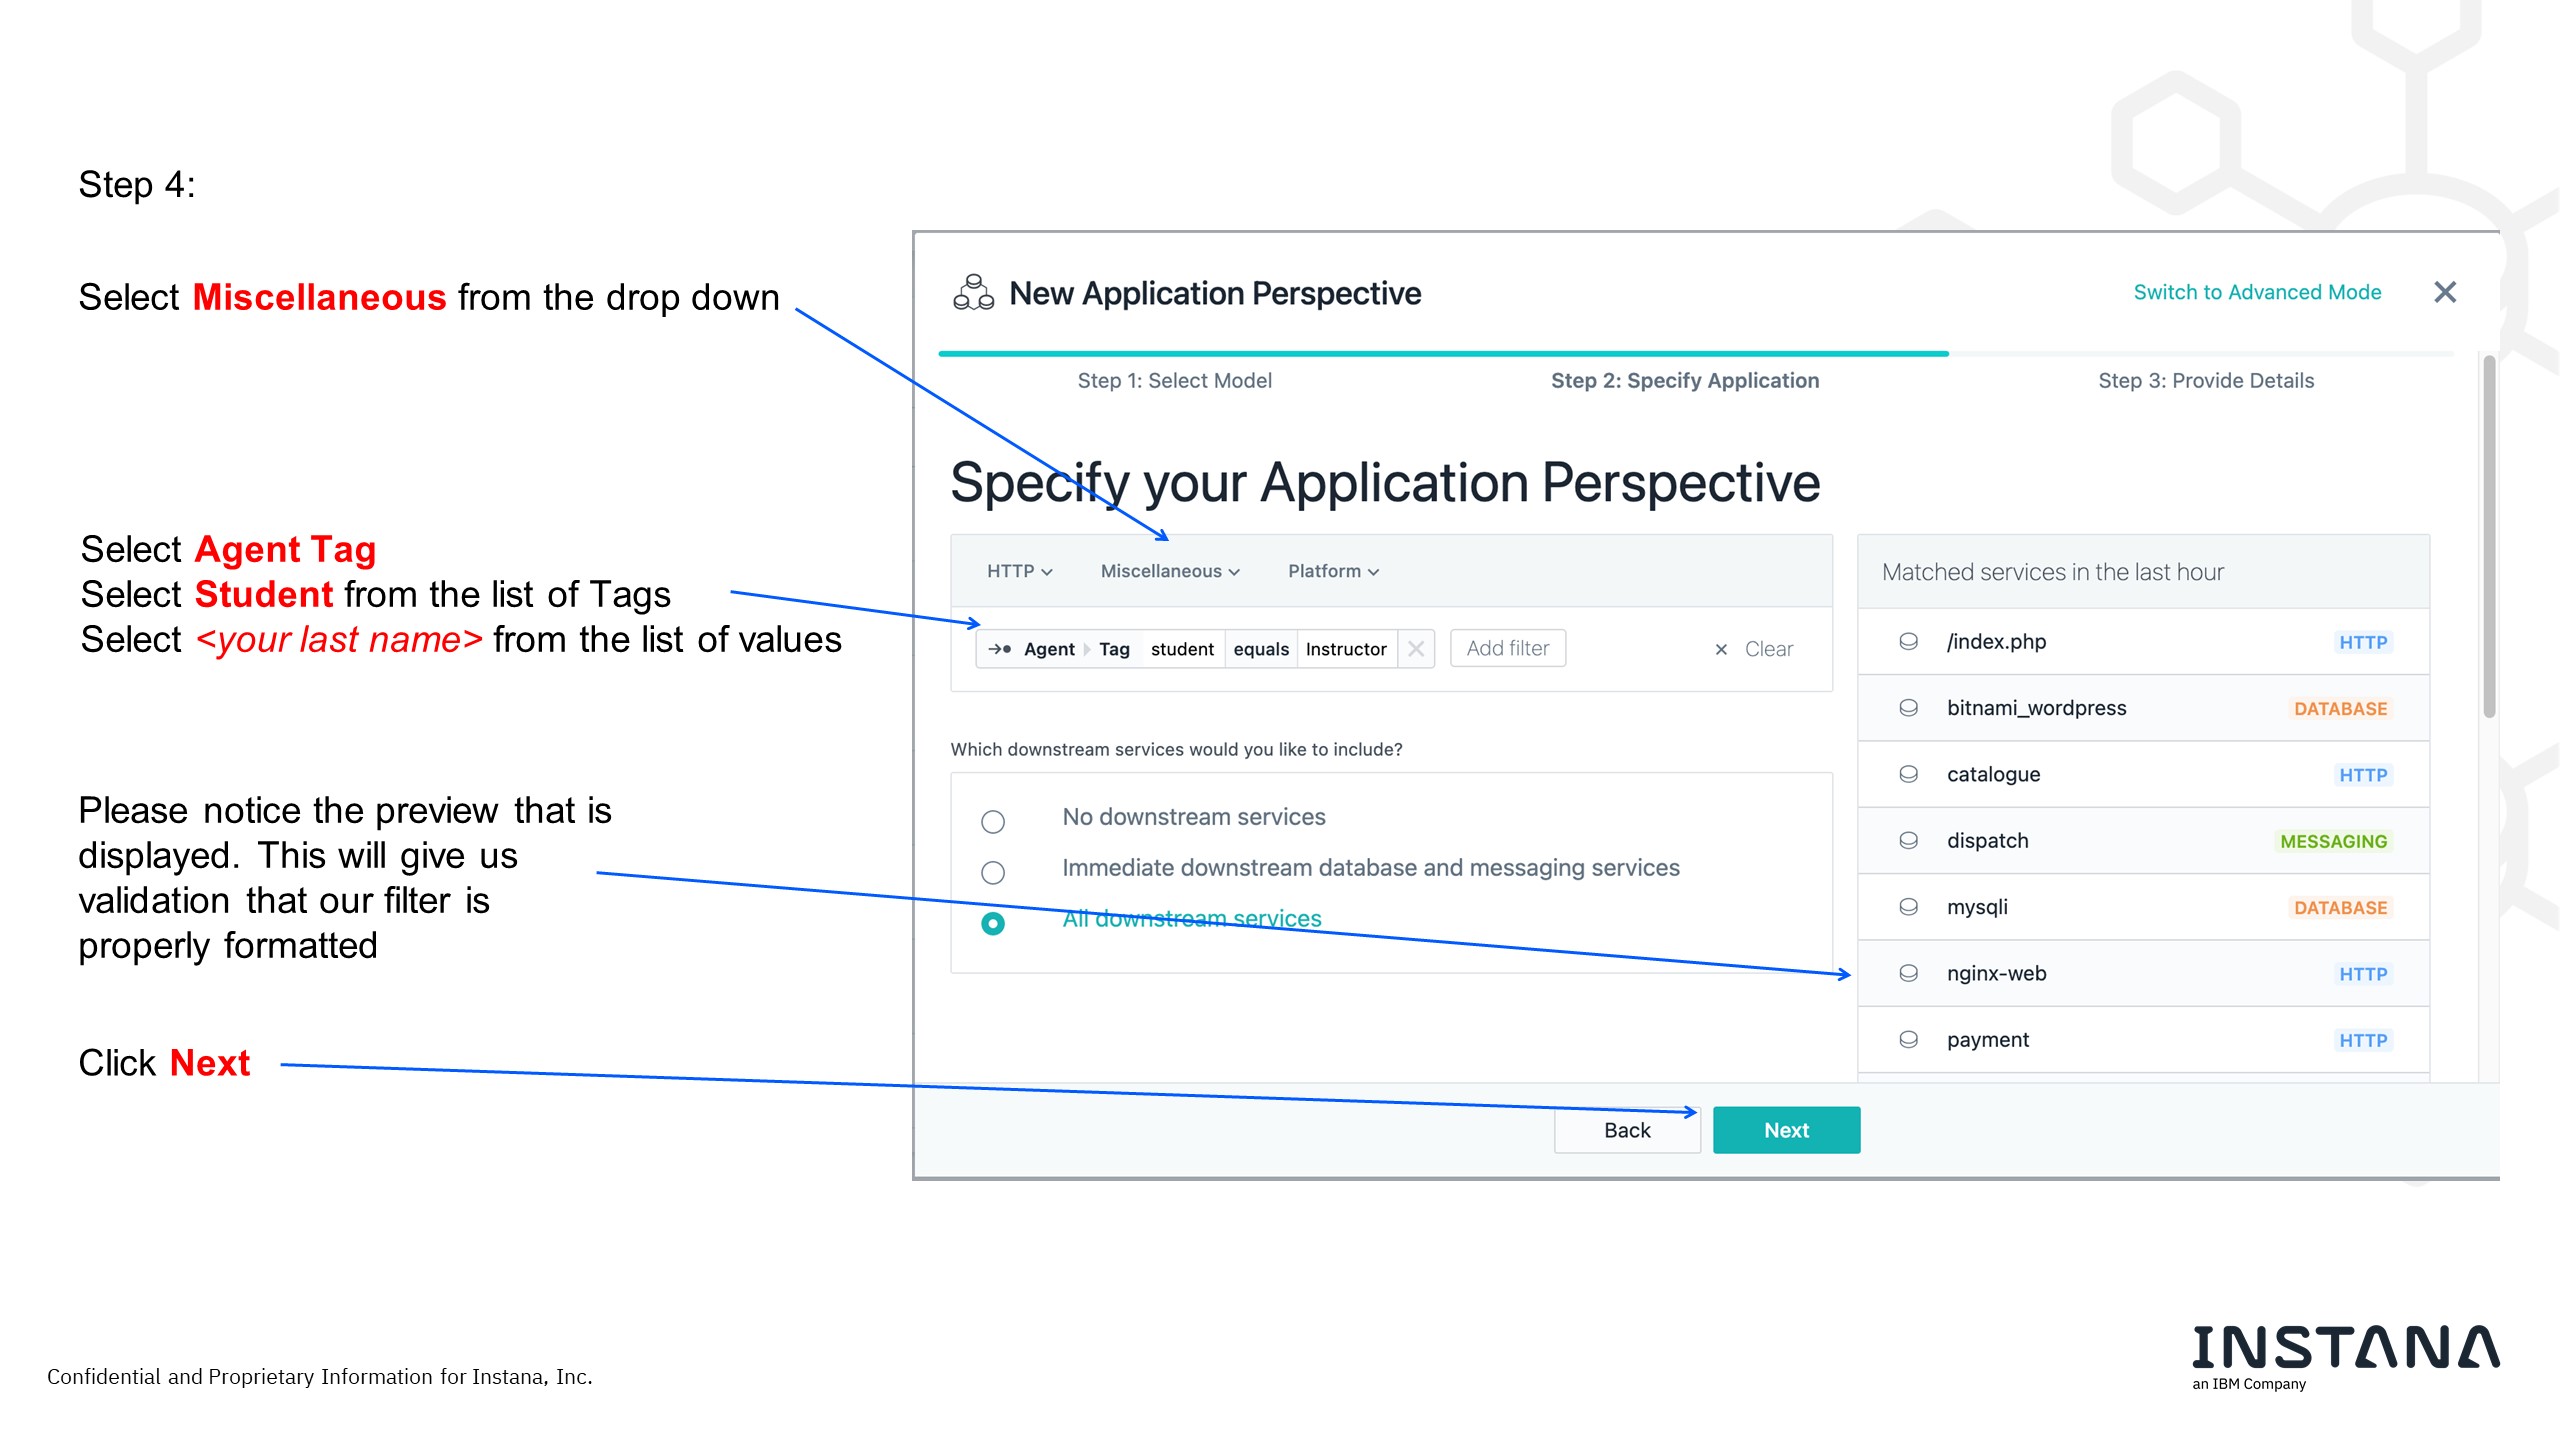 Step 4:
Select Miscellaneous from the drop down
Select Agent Tag
Select Student from the list of Tags
Select <your last name> from the list of values
Please notice the preview that is
displayed. This will give us
validation that our filter is
properly formatted
Click Next
New Application Perspective
Switch to Advanced Mode
Step 1: Select Model
Step 2: Specify Application
Step 3: Provide Details
Specify your Application Perspective
HTTP Miscellaneous Platform
Agent Tag student equals Instructor Add filter × Clear
Which downstream services would you like to include?
No downstream services
Immediate downstream database and messaging services
All downstream services
Matched services in the last hour
/index.php HTTP
bitnami_wordpress DATABASE
catalogue HTTP
dispatch MESSAGING
mysqli DATABASE
nginx-web HTTP
payment HTTP
Back Next
Confidential and Proprietary Information for Instana, Inc.
INSTANA
an IBM Company